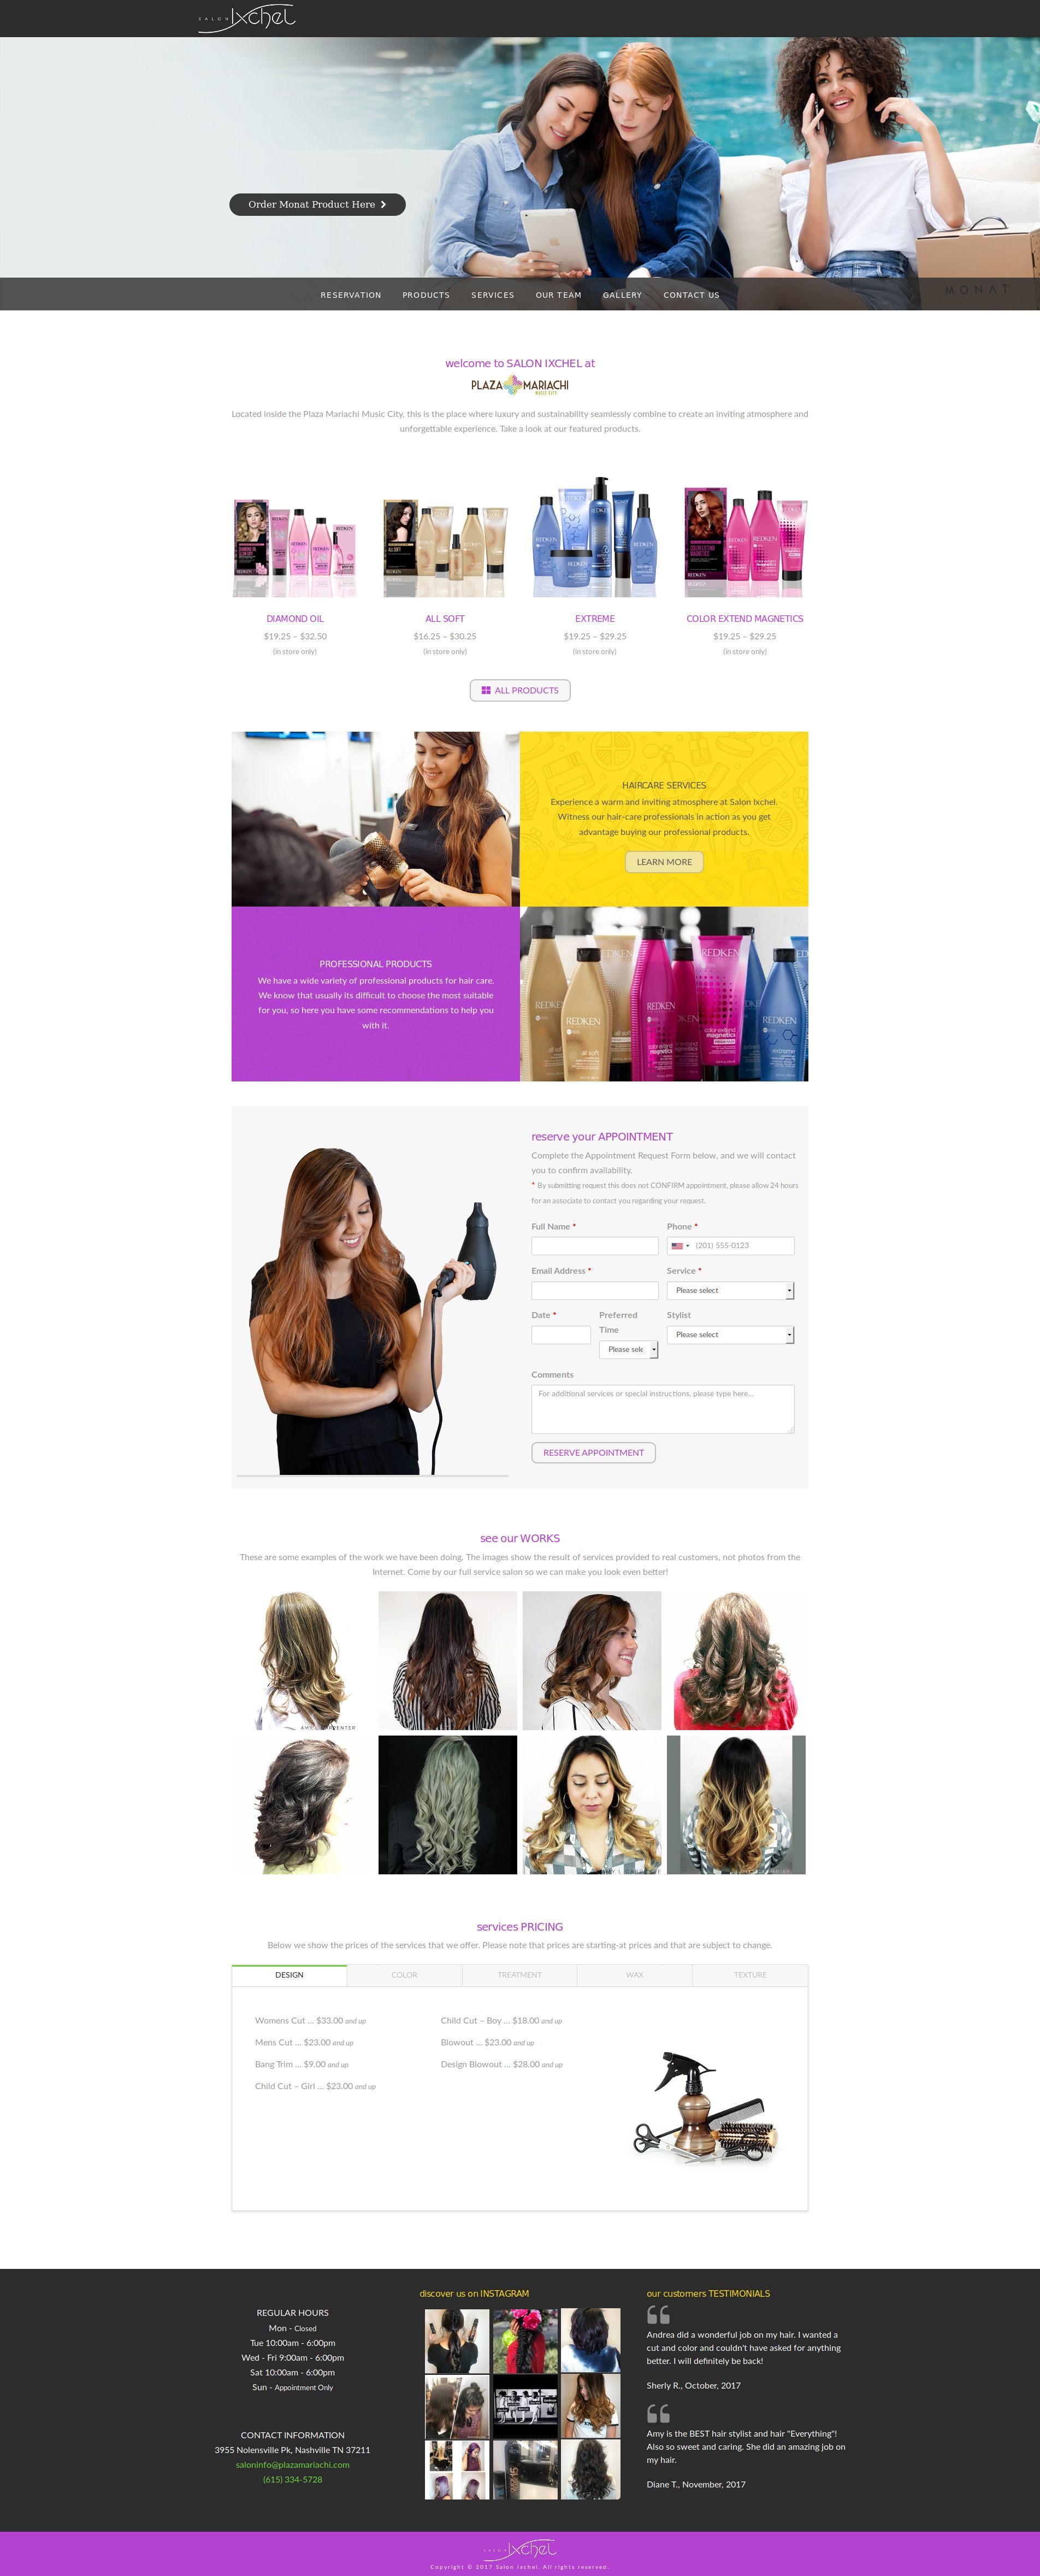 SALON Ixchel
Order Monat Product Here
MONAT
RESERVATION PRODUCTS SERVICES OUR TEAM GALLERY CONTACT US
welcome to SALON IXCHEL at
PLAZA MARIACHI
MUSIC CITY
Located inside the Plaza Mariachi Music City, this is the place where luxury and sustainability seamlessly combine to create an inviting atmosphere and
unforgettable experience. Take a look at our featured products.
DIAMOND OIL
$19.25 – $32.50
(in store only)
ALL SOFT
$16.25 – $30.25
(in store only)
EXTREME
$19.25 – $29.25
(in store only)
COLOR EXTEND MAGNETICS
$19.25 – $29.25
(in store only)
ALL PRODUCTS
HAIRCARE SERVICES
Experience a warm and inviting atmosphere at Salon Ixchel.
Witness our hair-care professionals in action as you get
advantage buying our professional products.
LEARN MORE
PROFESSIONAL PRODUCTS
We have a wide variety of professional products for hair care.
We know that usually its difficult to choose the most suitable
for you, so here you have some recommendations to help you
with it.
REDKEN
REDKEN
REDKEN
all soft
color extend
magnetics
extreme
reserve your APPOINTMENT
Complete the Appointment Request Form below, and we will contact
you to confirm availability.
* By submitting request this does not CONFIRM appointment, please allow 24 hours
for an associate to contact you regarding your request.
Full Name * Phone *
(201) 555-0123
Email Address * Service *
Please select
Date * Preferred Time Stylist
Please sele Please select
Comments
For additional services or special instructions, please type here...
RESERVE APPOINTMENT
see our WORKS
These are some examples of the work we have been doing. The images show the result of services provided to real customers, not photos from the
Internet. Come by our full service salon so we can make you look even better!
services PRICING
Below we show the prices of the services that we offer. Please note that prices are starting-at prices and that are subject to change.
DESIGN COLOR TREATMENT WAX TEXTURE
Womens Cut ... $33.00 and up
Mens Cut ... $23.00 and up
Bang Trim ... $9.00 and up
Child Cut – Girl ... $23.00 and up
Child Cut – Boy ... $18.00 and up
Blowout ... $23.00 and up
Design Blowout ... $28.00 and up
REGULAR HOURS
Mon - Closed
Tue 10:00am - 6:00pm
Wed - Fri 9:00am - 6:00pm
Sat 10:00am - 6:00pm
Sun - Appointment Only
CONTACT INFORMATION
3955 Nolensville Pk, Nashville TN 37211
saloninfo@plazamariachi.com
(615) 334-5728
discover us on INSTAGRAM
our customers TESTIMONIALS
Andrea did a wonderful job on my hair. I wanted a
cut and color and couldn't have asked for anything
better. I will definitely be back!
Sherly R., October, 2017
Amy is the BEST hair stylist and hair "Everything"!
Also so sweet and caring. She did an amazing job on
my hair.
Diane T., November, 2017
SALON Ixchel
Copyright © 2017 Salon Ixchel. All rights reserved.